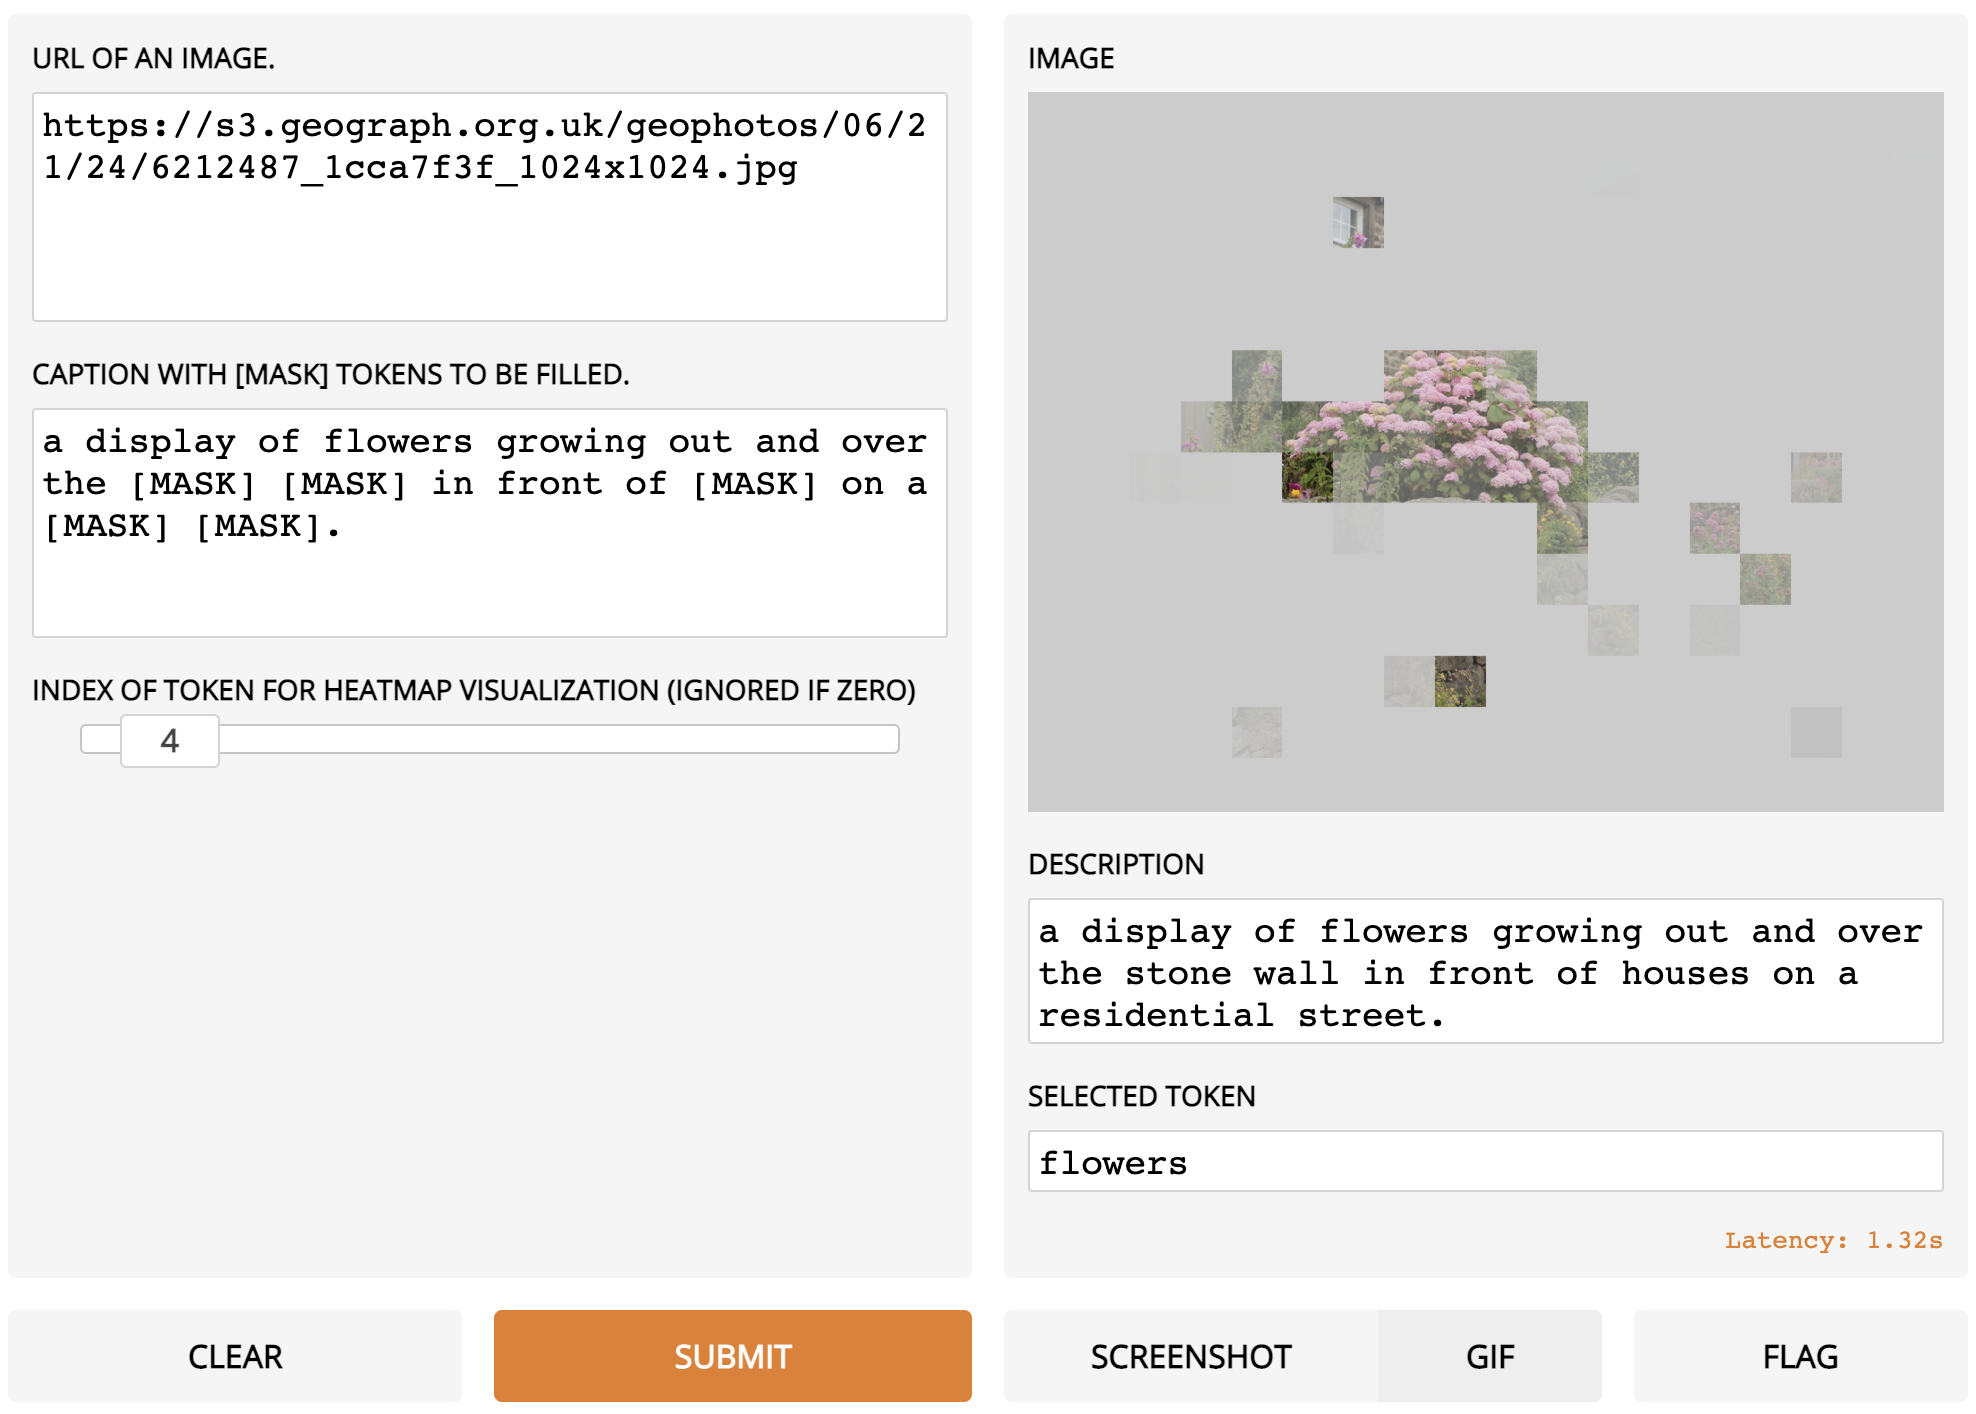 URL OF AN IMAGE.
https://s3.geograph.org.uk/geophotos/06/2
1/24/6212487_1cca7f3f_1024x1024.jpg
CAPTION WITH [MASK] TOKENS TO BE FILLED.
a display of flowers growing out and over
the [MASK] [MASK] in front of [MASK] on a
[MASK] [MASK].
INDEX OF TOKEN FOR HEATMAP VISUALIZATION (IGNORED IF ZERO)
4
CLEAR
SUBMIT
IMAGE
DESCRIPTION
a display of flowers growing out and over
the stone wall in front of houses on a
residential street.
SELECTED TOKEN
flowers
Latency: 1.32s
SCREENSHOT
GIF
FLAG